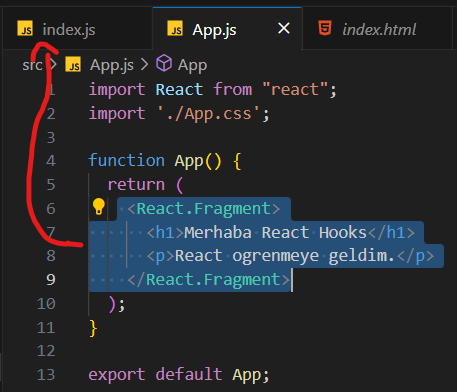 JS index.js JS App.js × 5 index.html
src > JS App.js > App
1 import React from "react";
2 import './App.css';
3
4 function App() {
5 return (
6 <React.Fragment>
7 <h1>Merhaba React Hooks</h1>
8 <p>React ogrenmeye geldim.</p>
9 </React.Fragment>
10 );
11 }
12
13 export default App;